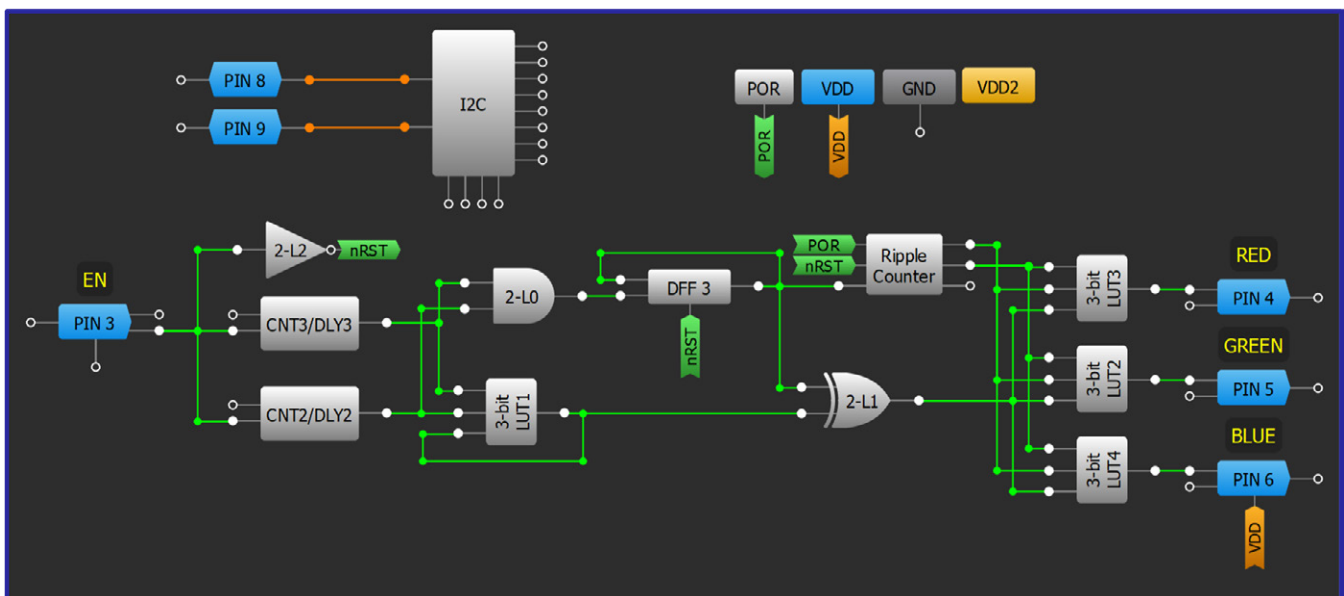 PIN 8
PIN 9
I2C
POR
VDD
GND
VDD2
POR
VDD
2-L2
nRST
EN
PIN 3
CNT3/DLY3
CNT2/DLY2
2-L0
3-bit
LUT1
DFF 3
nRST
POR
nRST
Ripple
Counter
2-L1
3-bit
LUT3
3-bit
LUT2
3-bit
LUT4
RED
PIN 4
GREEN
PIN 5
BLUE
PIN 6
VDD